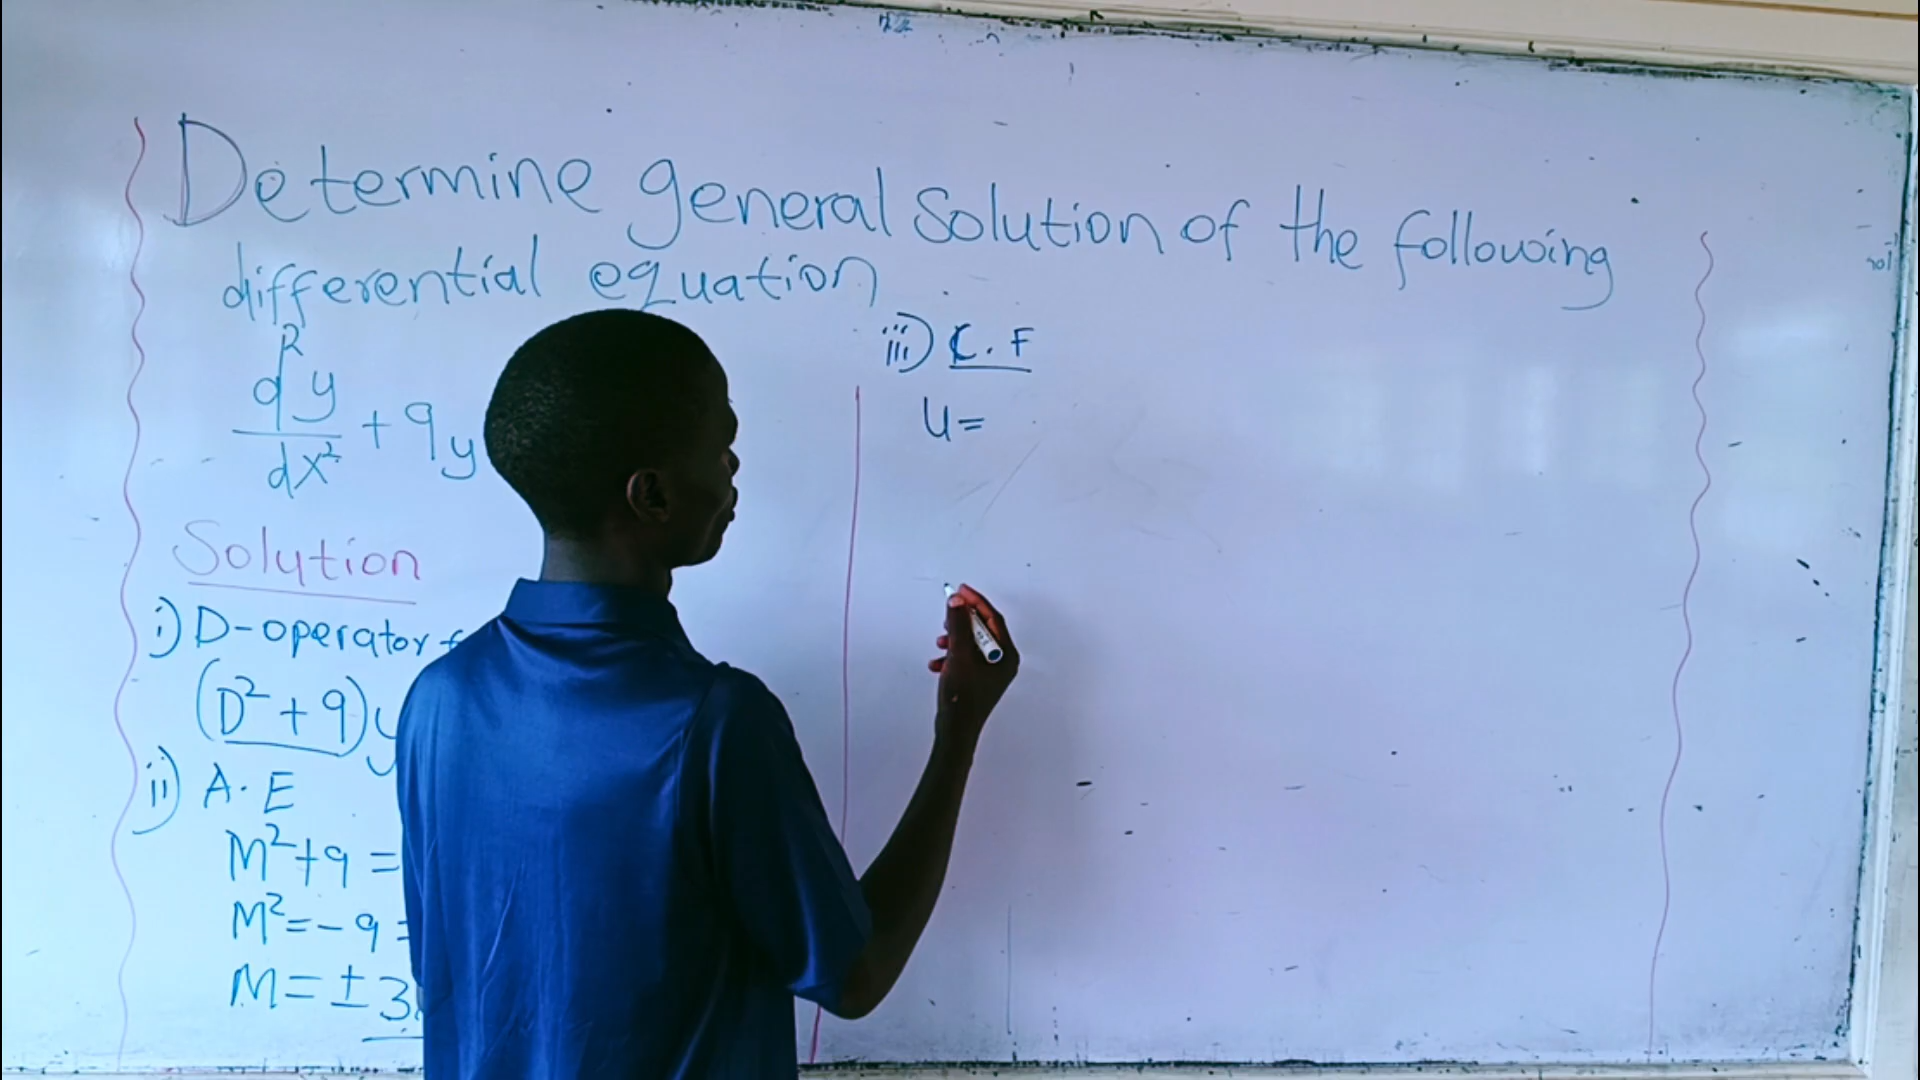 Determine general solution of the following
differential equation
d²y/dx² + 9y
Solution
i) D-operator
(D² + 9)y
ii) A.E
M² + 9 =
M² = -9 =
M = ± 3
iii) C.F
U =